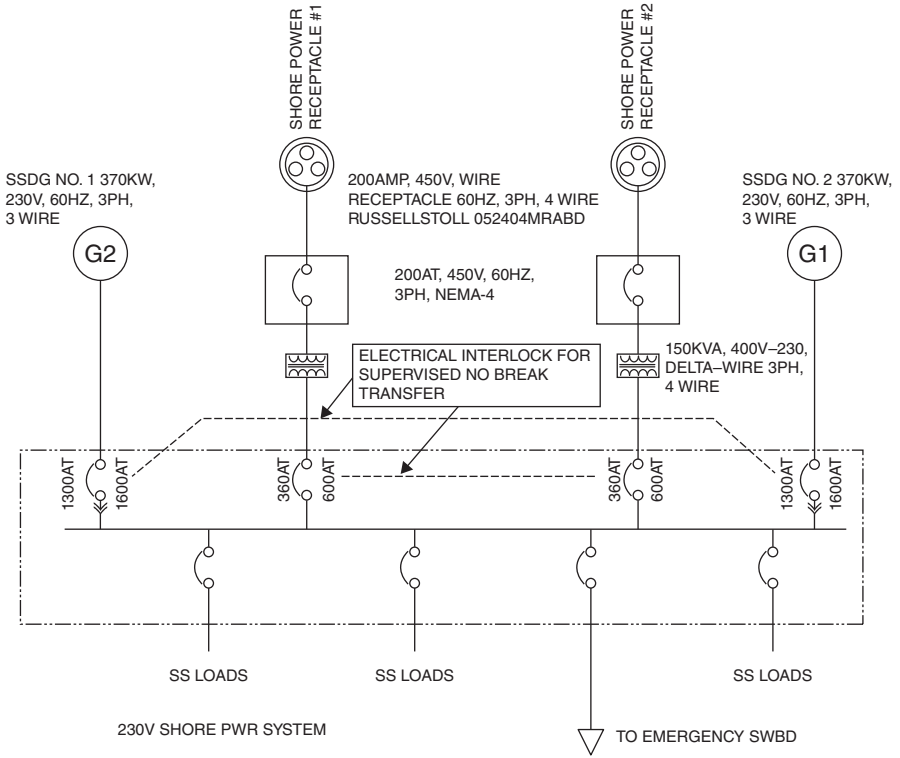 SHORE POWER
RECEPTACLE #1
SHORE POWER
RECEPTACLE #2
SSDG NO. 1 370KW,
230V, 60HZ, 3PH,
3 WIRE
G2
200AMP, 450V, WIRE
RECEPTACLE 60HZ, 3PH, 4 WIRE
RUSSELLSTOLL 052404MRABD
SSDG NO. 2 370KW,
230V, 60HZ, 3PH,
3 WIRE
G1
200AT, 450V, 60HZ,
3PH, NEMA-4
ELECTRICAL INTERLOCK FOR
SUPERVISED NO BREAK
TRANSFER
150KVA, 400V–230,
DELTA–WIRE 3PH,
4 WIRE
1300AT
1600AT
360AT
600AT
360AT
600AT
1300AT
1600AT
SS LOADS
SS LOADS
SS LOADS
230V SHORE PWR SYSTEM
TO EMERGENCY SWBD